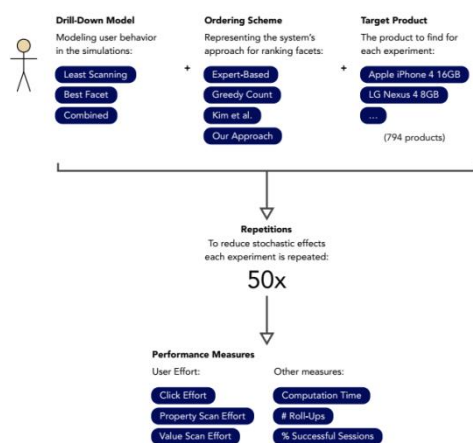 Drill-Down Model
Modeling user behavior
in the simulations:
Least Scanning
Best Facet
Combined
+
Ordering Scheme
Representing the system's
approach for ranking facets:
Expert-Based
Greedy Count
Kim et al.
Our Approach
+
Target Product
The product to find for
each experiment:
Apple iPhone 4 16GB
LG Nexus 4 8GB
...
(794 products)
Repetitions
To reduce stochastic effects
each experiment is repeated:
50x
Performance Measures
User Effort:
Click Effort
Property Scan Effort
Value Scan Effort
Other measures:
Computation Time
# Roll-Ups
% Successful Sessions